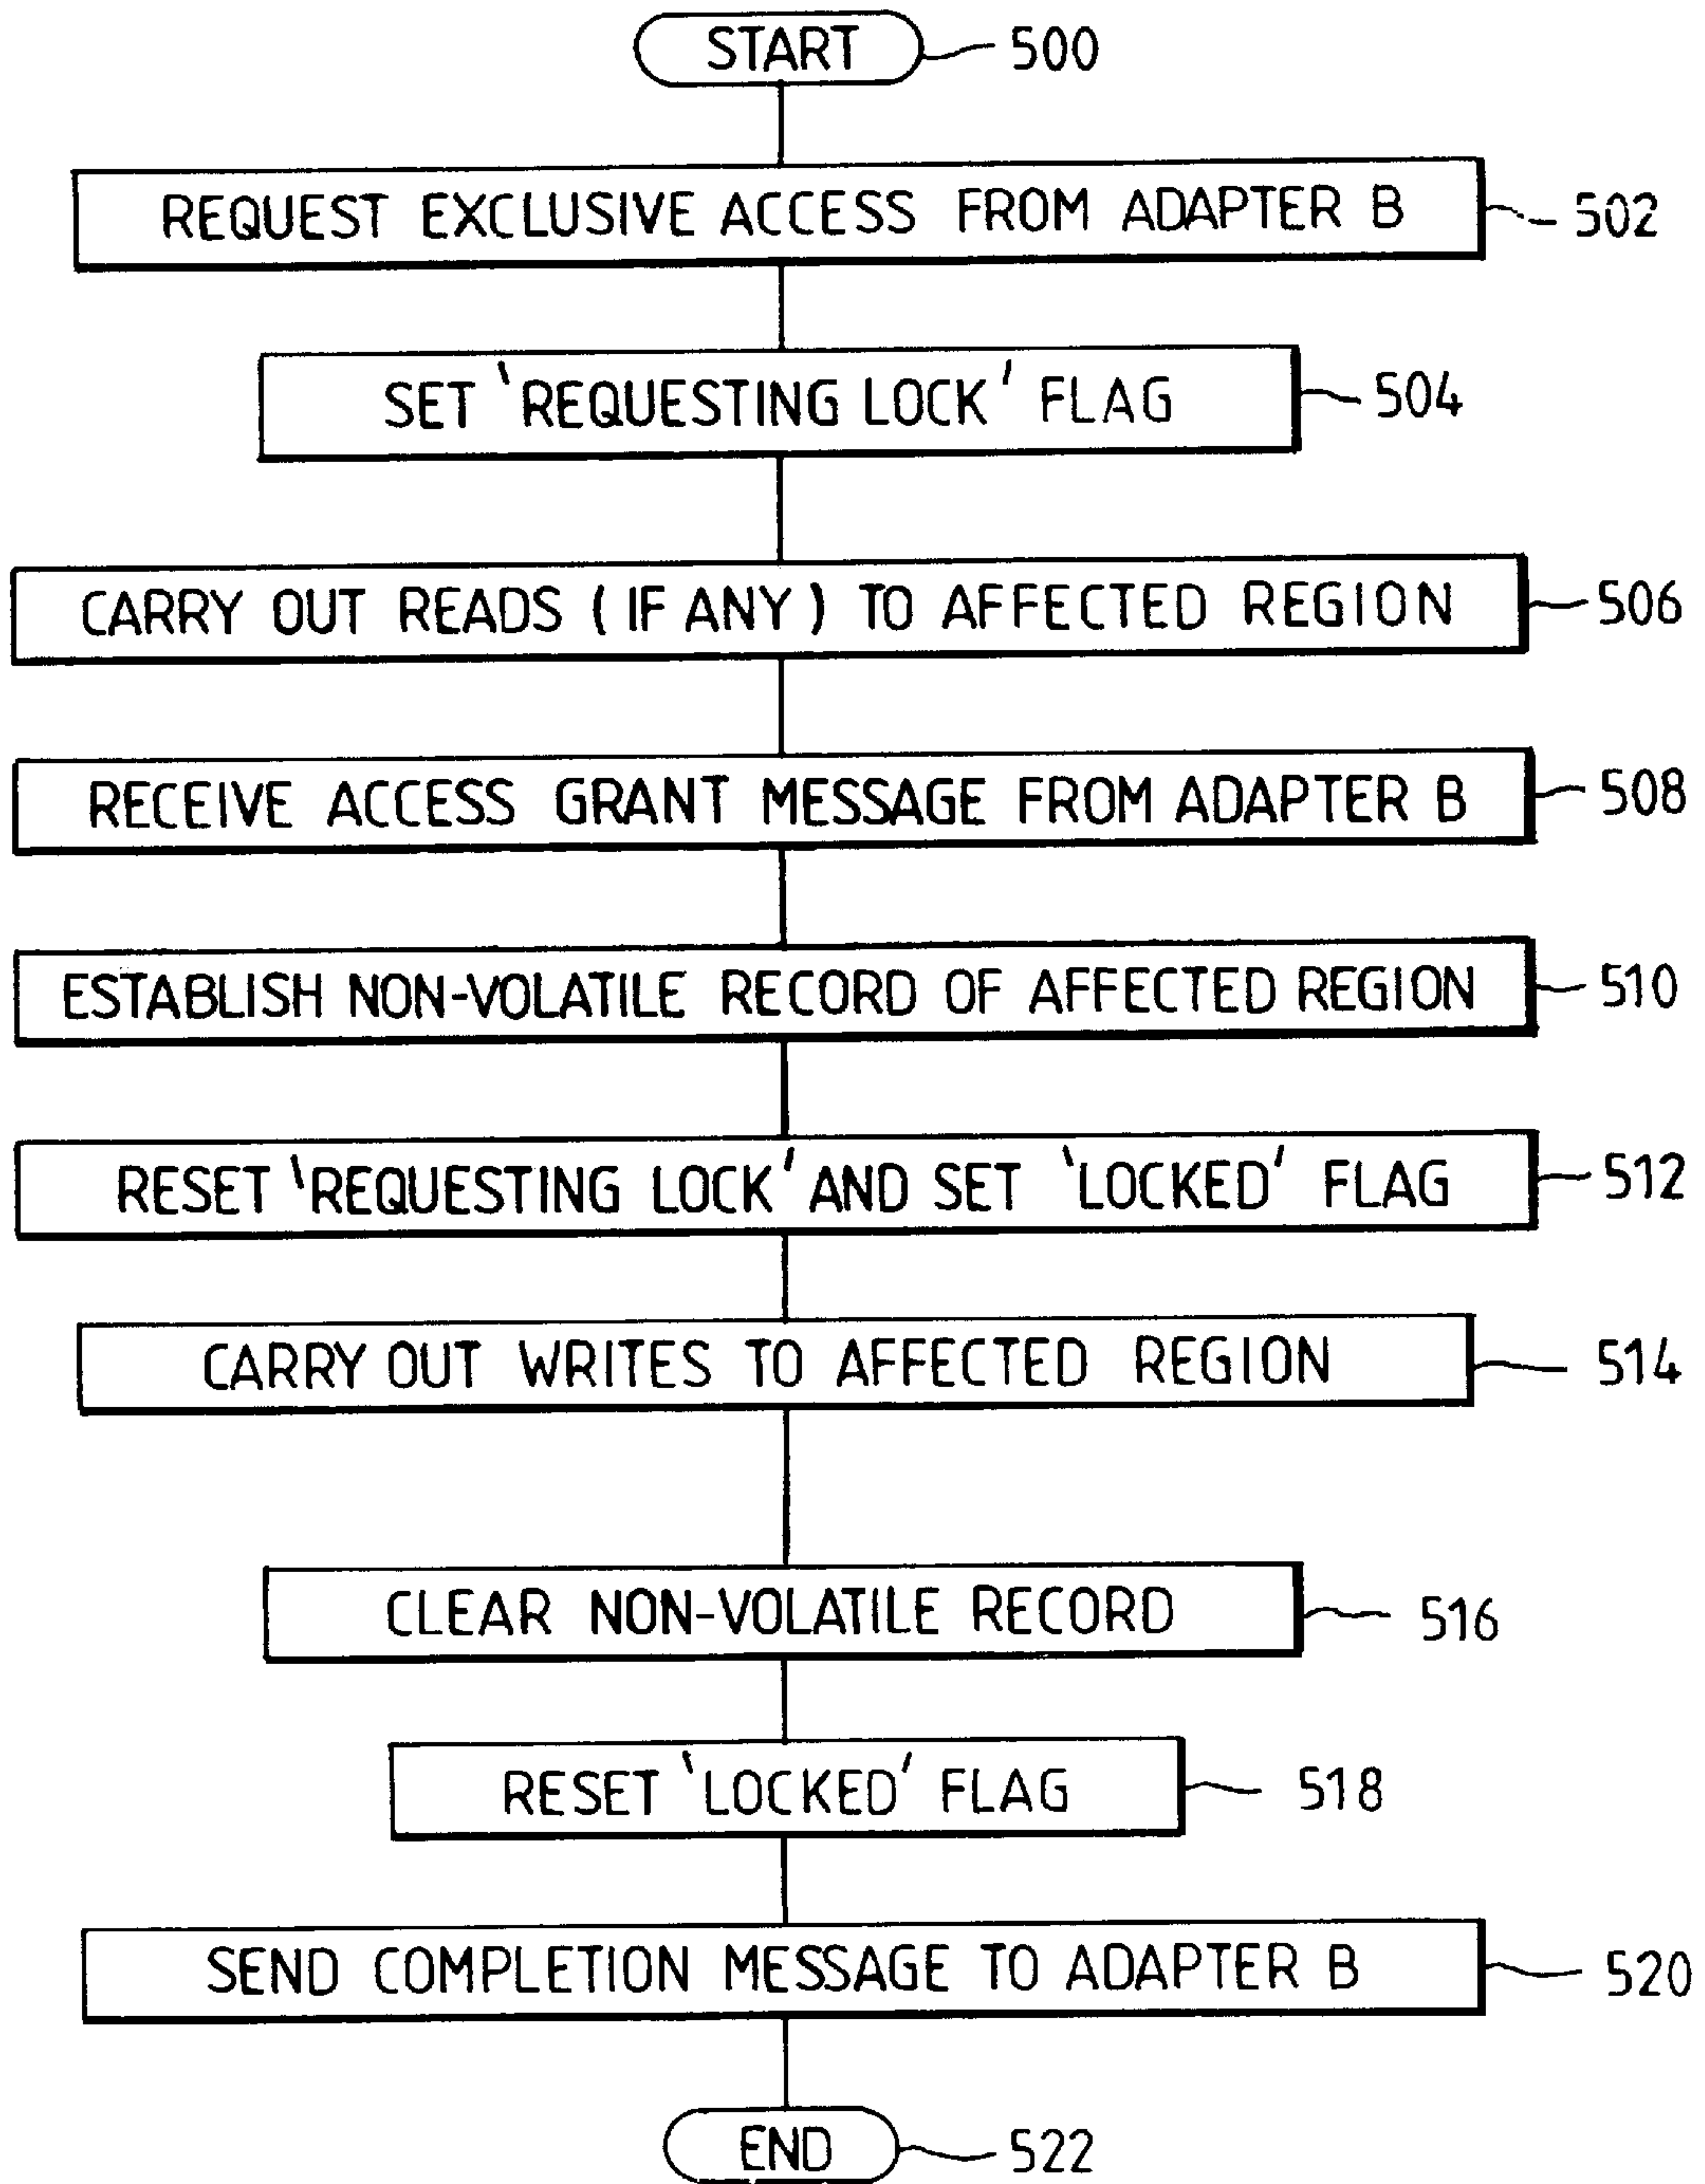 START 500
REQUEST EXCLUSIVE ACCESS FROM ADAPTER B 502
SET 'REQUESTING LOCK' FLAG 504
CARRY OUT READS (IF ANY) TO AFFECTED REGION 506
RECEIVE ACCESS GRANT MESSAGE FROM ADAPTER B 508
ESTABLISH NON-VOLATILE RECORD OF AFFECTED REGION 510
RESET 'REQUESTING LOCK' AND SET 'LOCKED' FLAG 512
CARRY OUT WRITES TO AFFECTED REGION 514
CLEAR NON-VOLATILE RECORD 516
RESET 'LOCKED' FLAG 518
SEND COMPLETION MESSAGE TO ADAPTER B 520
END 522